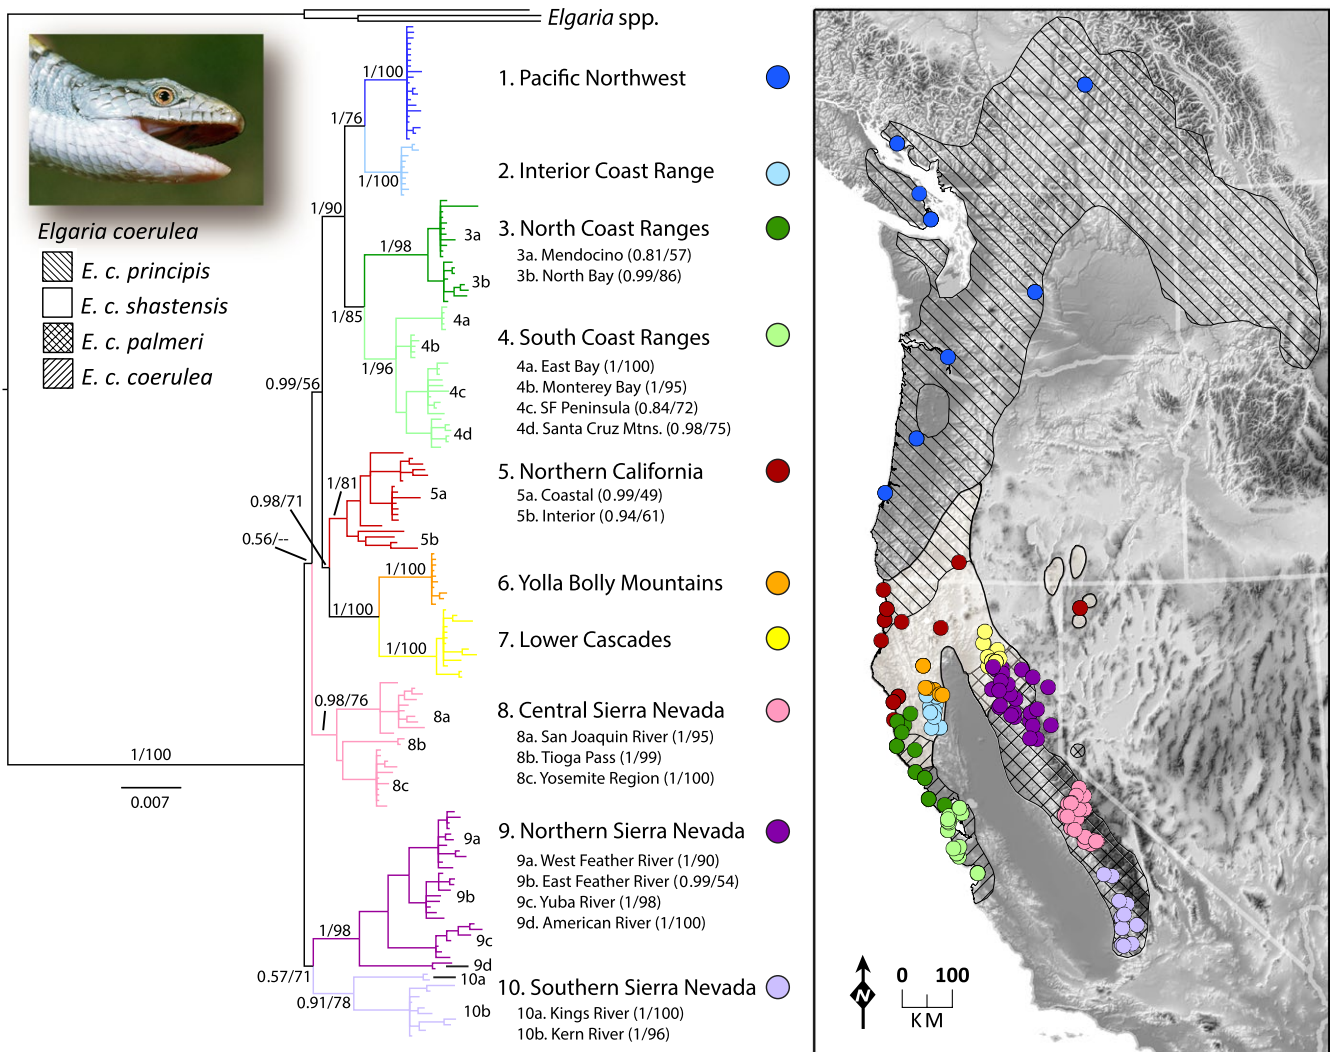 Elgaria spp.
1/100
1. Pacific Northwest
1/76
2. Interior Coast Range
1/100
1/90
3. North Coast Ranges
3a
1/98
3a. Mendocino (0.81/57)
3b. North Bay (0.99/86)
3b
1/85
4a
4. South Coast Ranges
4b
1/96
4a. East Bay (1/100)
4b. Monterey Bay (1/95)
4c
4c. SF Peninsula (0.84/72)
4d
4d. Santa Cruz Mtns. (0.98/75)
Elgaria coerulea
E. c. principis
E. c. shastensis
E. c. palmeri
E. c. coerulea
0.99/56
5. Northern California
1/81
5a
5a. Coastal (0.99/49)
0.98/71
5b. Interior (0.94/61)
0.56/--
5b
1/100
6. Yolla Bolly Mountains
1/100
7. Lower Cascades
1/100
0.98/76
8a
8. Central Sierra Nevada
8b
8a. San Joaquin River (1/95)
8b. Tioga Pass (1/99)
8c
8c. Yosemite Region (1/100)
1/100
0.007
9a
9. Northern Sierra Nevada
9a. West Feather River (1/90)
9b
9b. East Feather River (0.99/54)
9c. Yuba River (1/98)
1/98
9c
9d. American River (1/100)
9d
0.57/71
10a
10. Southern Sierra Nevada
0.91/78
10b
10a. Kings River (1/100)
10b. Kern River (1/96)
N
0 100
KM